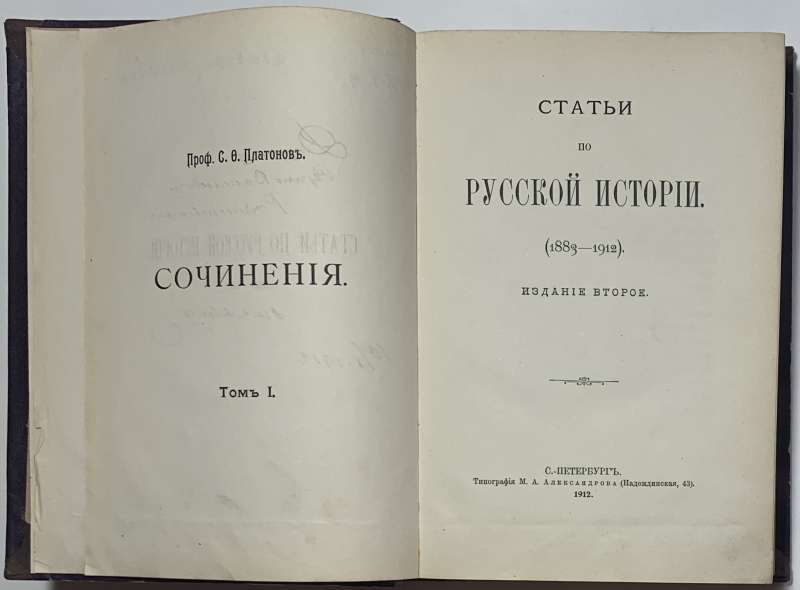 Проф. С. Ѳ. Платоновъ.
СОЧИНЕНІЯ.
Томъ I.
СТАТЬИ
ПО
РУССКОЙ ИСТОРІИ.
(1883—1912).
ИЗДАНІЕ ВТОРОЕ.
С.-ПЕТЕРБУРГЪ.
Типографія М. А. Александрова (Надеждинская, 43).
1912.